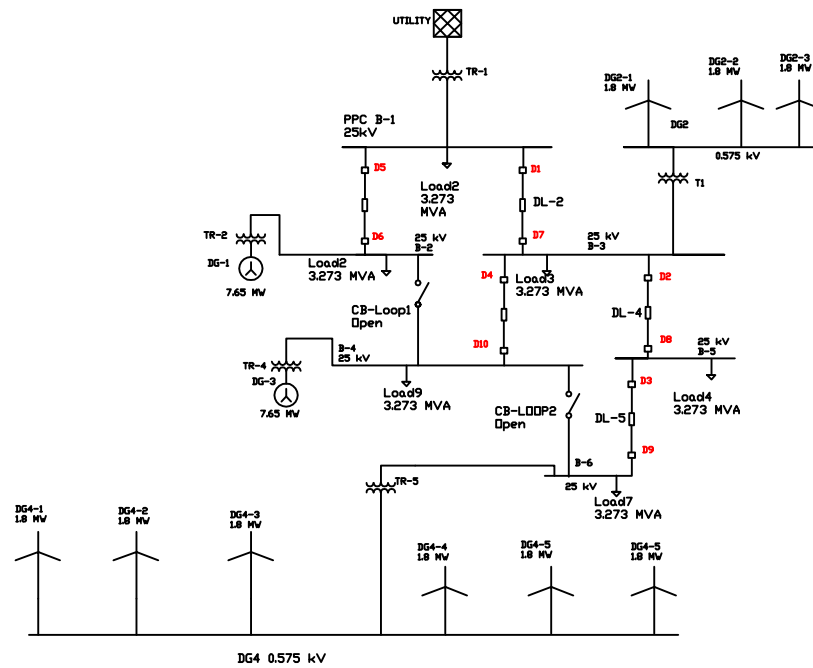 UTILITY
TR-1
DG2-1
1.8 MW
DG2-2
1.8 MW
DG2-3
1.8 MW
DG2
0.575 kV
T1
PPC B-1
25kV
D5
Load2
3.273
MVA
D1
DL-2
D6
25 kV
B-2
D7
25 kV
B-3
TR-2
DG-1
7.65 MW
Load2
3.273 MVA
D4
Load3
3.273 MVA
D2
CB-Loop1
Open
DL-4
D10
D8
B-4
25 kV
25 kV
B-5
TR-4
DG-3
7.65 MW
Load9
3.273 MVA
D3
Load4
3.273 MVA
CB-LOOP2
Open
DL-5
D9
B-6
25 kV
TR-5
Load7
3.273 MVA
DG4-1
1.8 MW
DG4-2
1.8 MW
DG4-3
1.8 MW
DG4-4
1.8 MW
DG4-5
1.8 MW
DG4-5
1.8 MW
DG4 0.575 kV